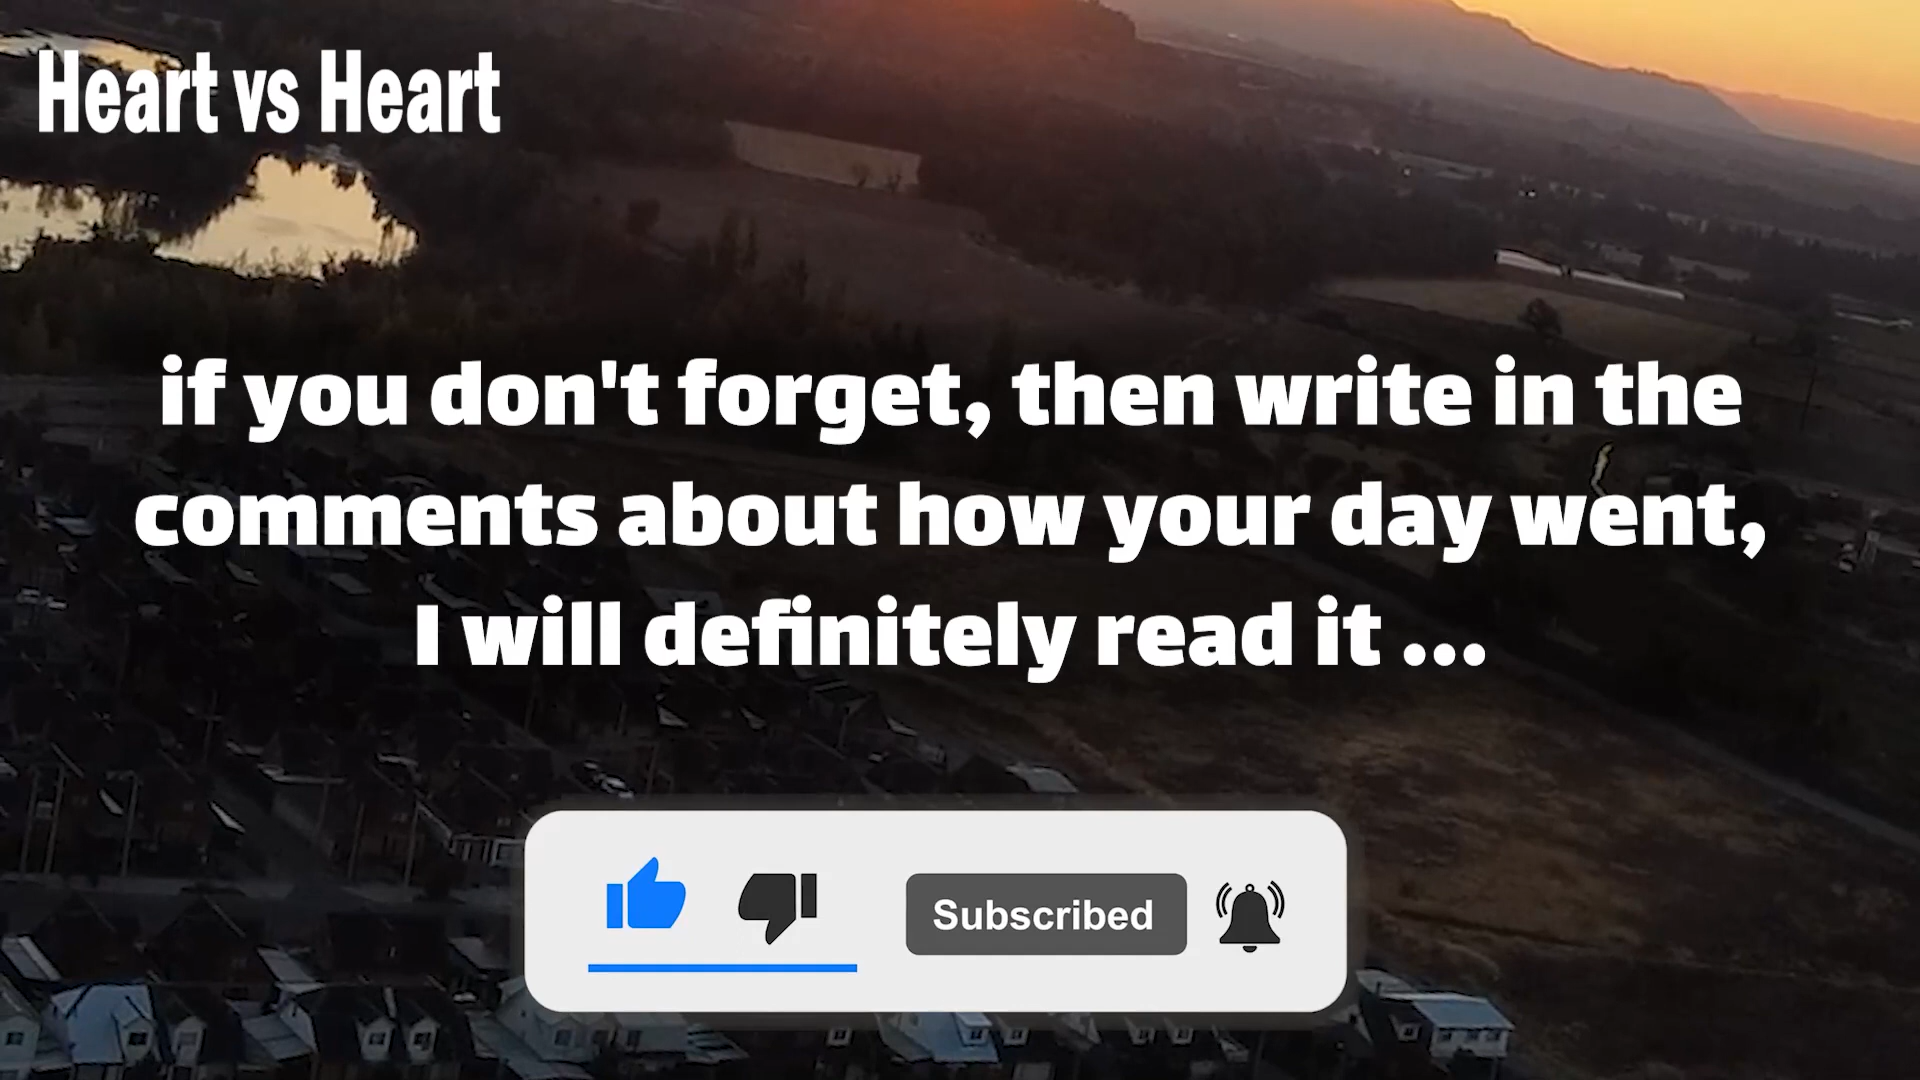 Heart vs Heart
if you don't forget, then write in the
comments about how your day went,
I will definitely read it ...
Subscribed